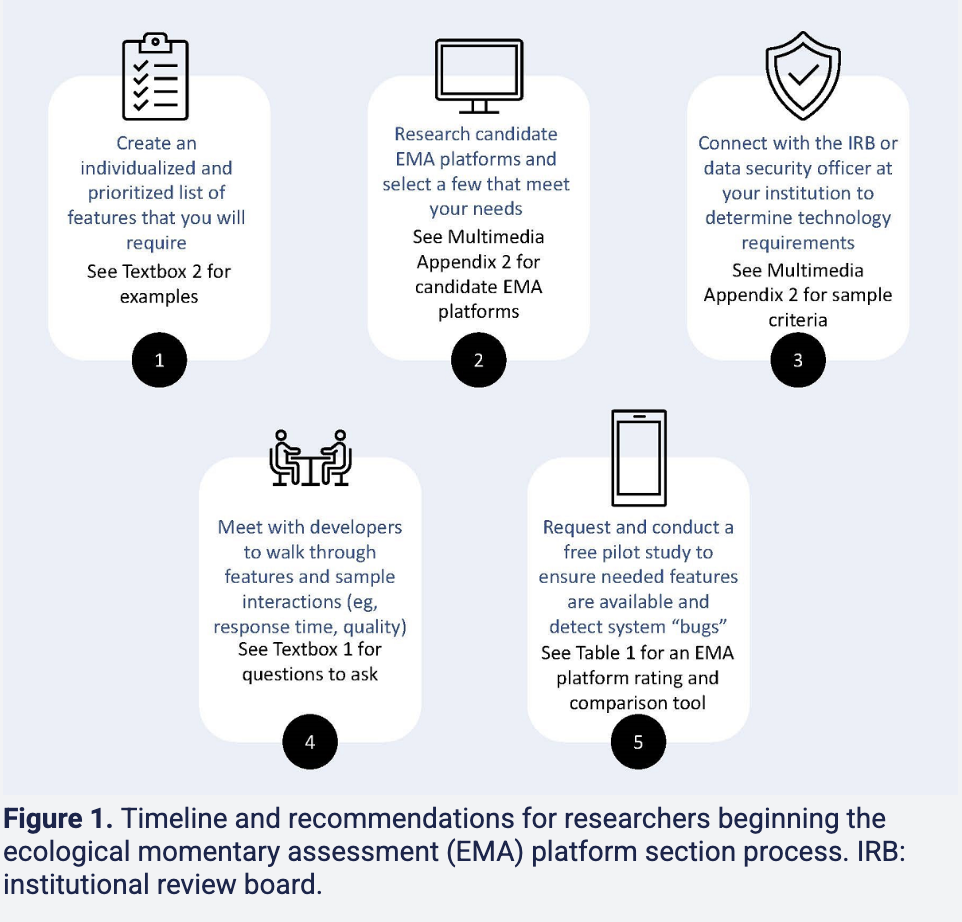 Create an
individualized and
prioritized list of
features that you will
require
See Textbox 2 for
examples
1
Research candidate
EMA platforms and
select a few that meet
your needs
See Multimedia
Appendix 2 for
candidate EMA
platforms
2
Connect with the IRB or
data security officer at
your institution to
determine technology
requirements
See Multimedia
Appendix 2 for sample
criteria
3
Meet with developers
to walk through
features and sample
interactions (eg,
response time, quality)
See Textbox 1 for
questions to ask
4
Request and conduct a
free pilot study to
ensure needed features
are available and
detect system “bugs”
See Table 1 for an EMA
platform rating and
comparison tool
5
Figure 1. Timeline and recommendations for researchers beginning the
ecological momentary assessment (EMA) platform section process. IRB:
institutional review board.